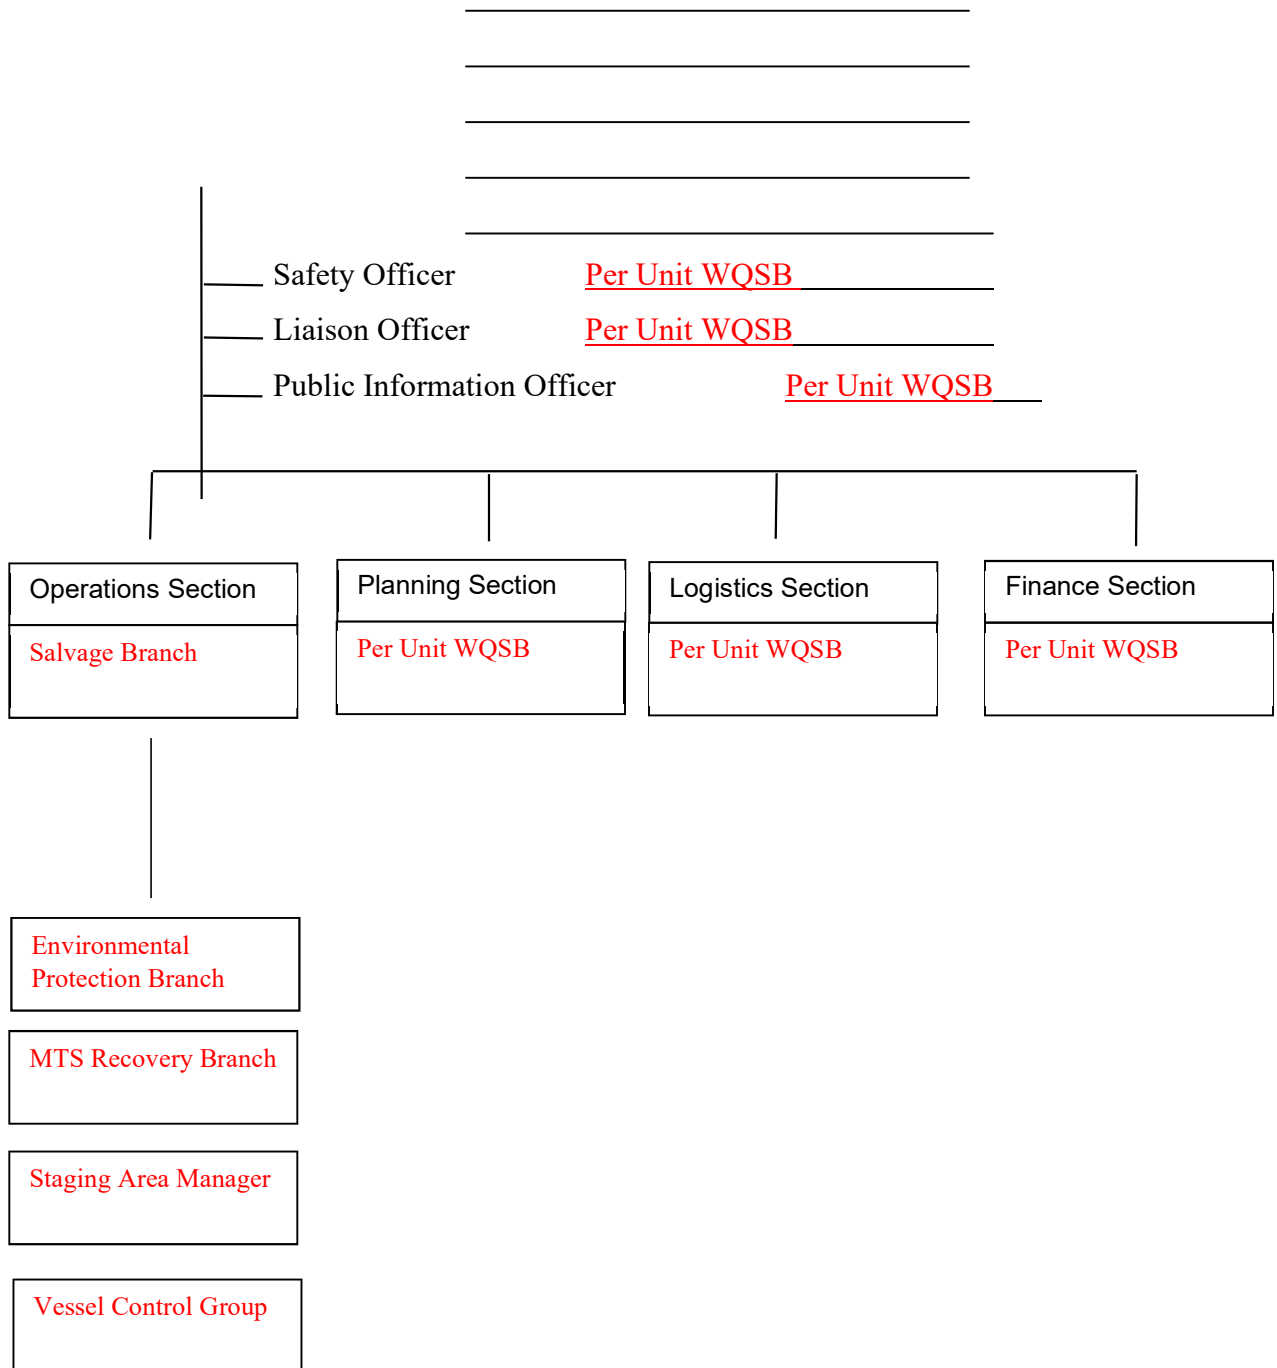 Safety Officer Per Unit WQSB
Liaison Officer Per Unit WQSB
Public Information Officer Per Unit WQSB
Operations Section
Salvage Branch
Planning Section
Per Unit WQSB
Logistics Section
Per Unit WQSB
Finance Section
Per Unit WQSB
Environmental
Protection Branch
MTS Recovery Branch
Staging Area Manager
Vessel Control Group